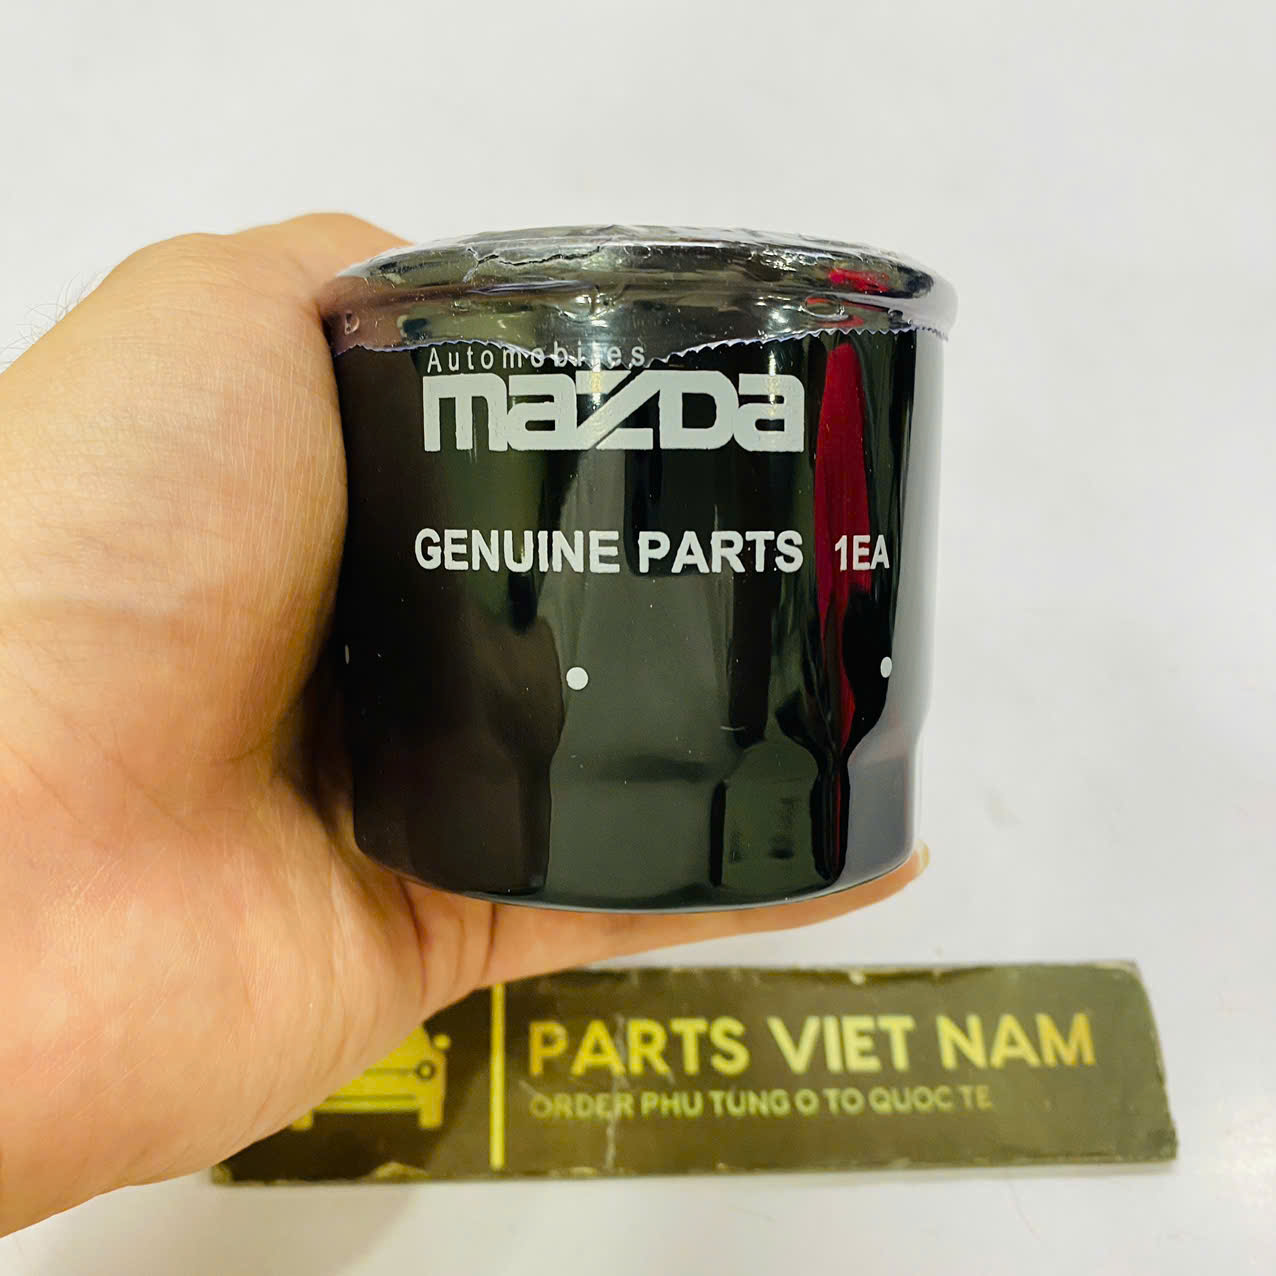 Automobiles
mazda
GENUINE PARTS 1EA
PARTS VIET NAM
ORDER PHU TUNG O TO QUOC TE